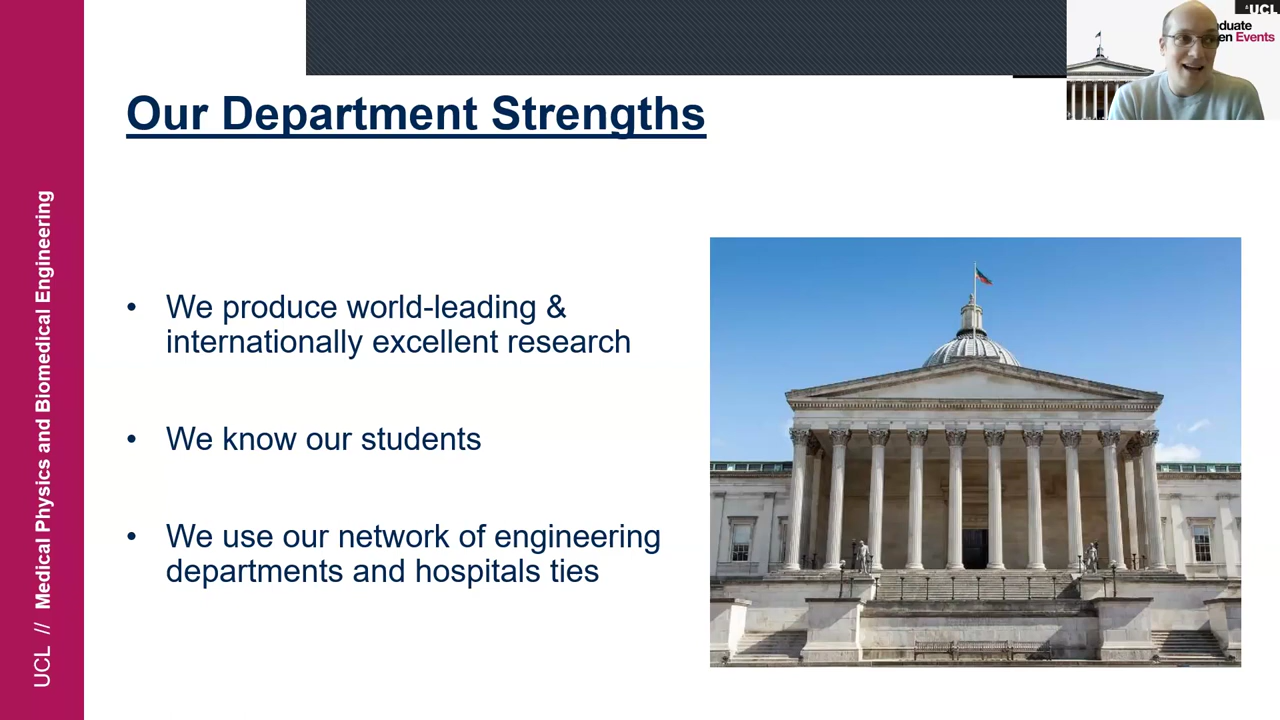 UCL // Medical Physics and Biomedical Engineering
Our Department Strengths
• We produce world-leading &
internationally excellent research
• We know our students
• We use our network of engineering
departments and hospitals ties
UCL
Events